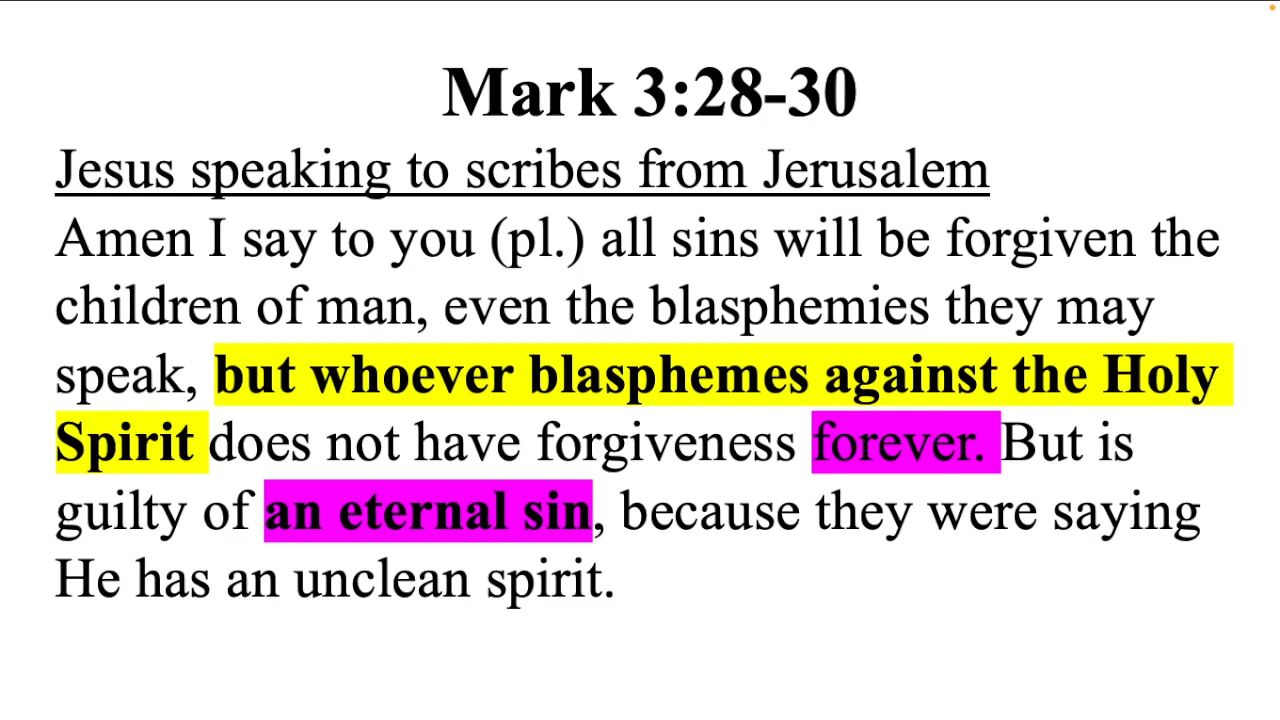 Mark 3:28-30
Jesus speaking to scribes from Jerusalem
Amen I say to you (pl.) all sins will be forgiven the
children of man, even the blasphemies they may
speak, but whoever blasphemes against the Holy
Spirit does not have forgiveness forever. But is
guilty of an eternal sin, because they were saying
He has an unclean spirit.